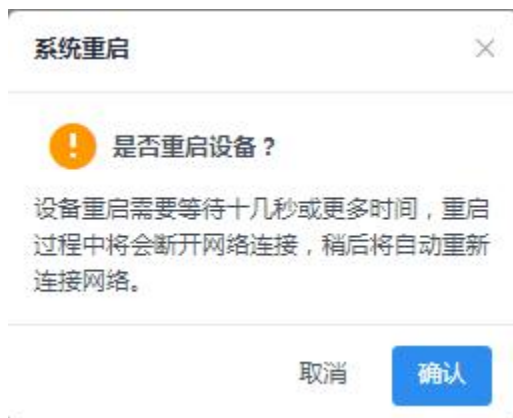 系统重启
是否重启设备？
设备重启需要等待十几秒或更多时间，重启
过程中将会断开网络连接，稍后将自动重新
连接网络。
取消
确认